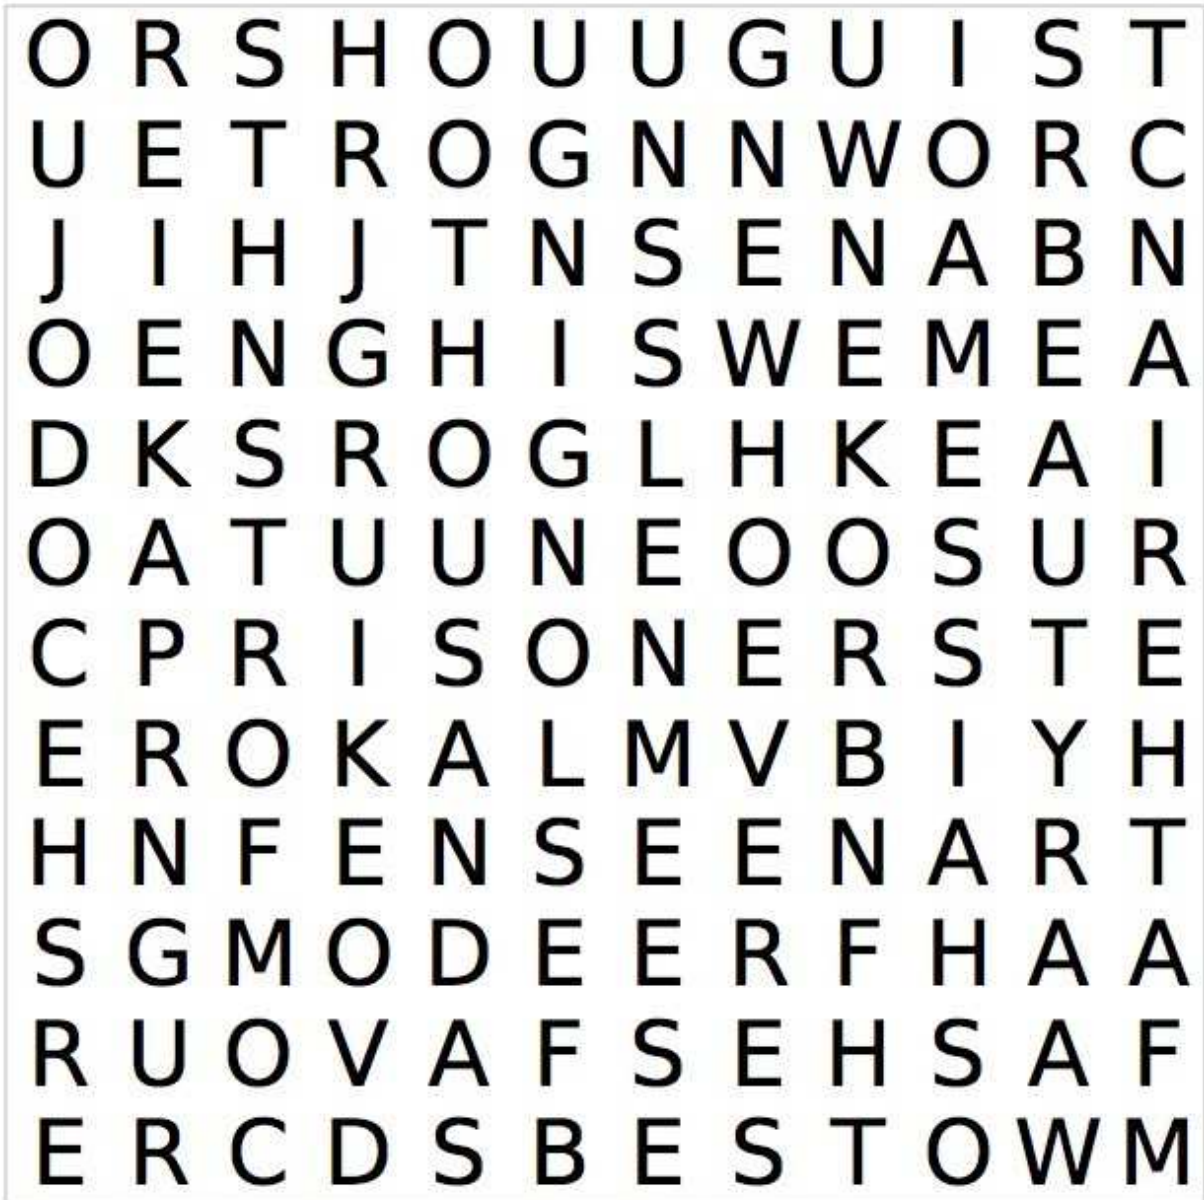 O R S H O U U G U I S T
U E T R O G N N W O R C
J I H J T N S E N A B N
O E N G H I S W E M E A
D K S R O G L H K E A I
O A T U U N E O O S U R
C P R I S O N E R S T E
E R O K A L M V B I Y H
H N F E N S E E N A R T
S G M O D E E R F H A A
R U O V A F S E H S A F
E R C D S B E S T O W M